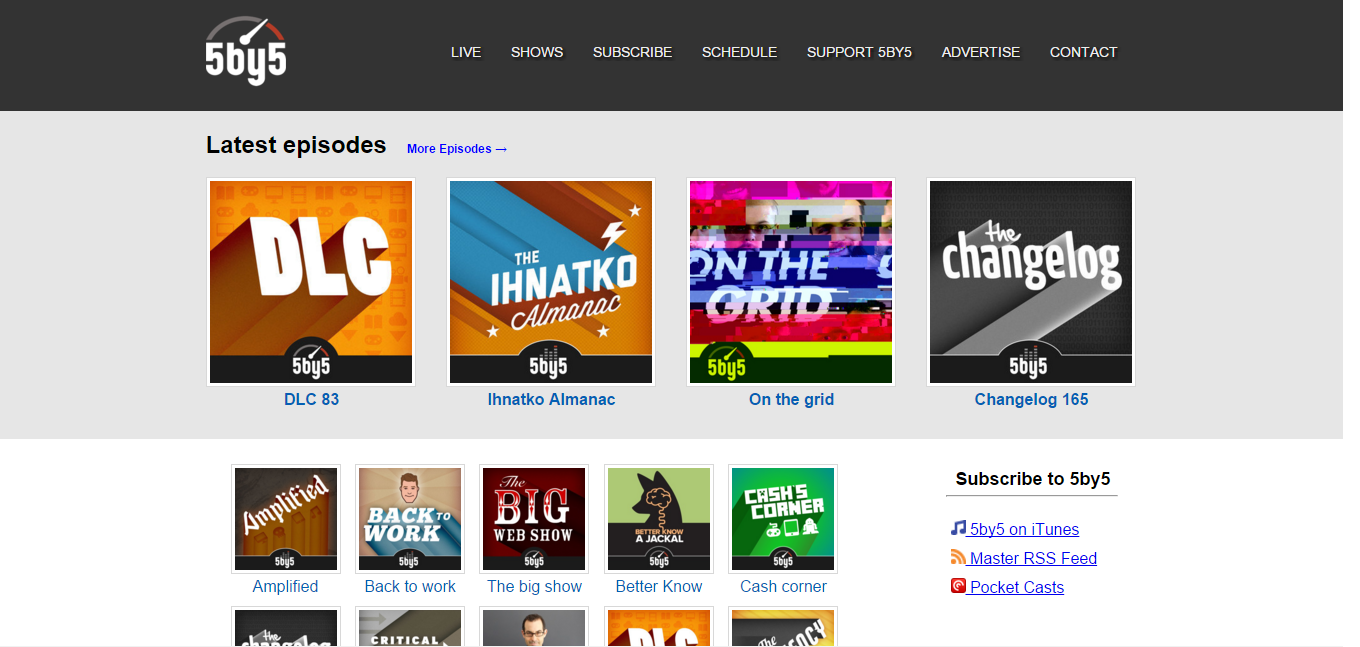 5by5
LIVE SHOWS SUBSCRIBE SCHEDULE SUPPORT 5BY5 ADVERTISE CONTACT
Latest episodes More Episodes →
DLC
5by5
DLC 83
THE
IHNATKO
Almanac
5by5
Ihnatko Almanac
ON THE
GRID
5by5
On the grid
the
changelog
5by5
Changelog 165
Amplified
5by5
Amplified
BACK TO
WORK
5by5
Back to work
The
BIG
WEB SHOW
5by5
The big show
BETTER KNOW
A JACKAL
5by5
Better Know
CASH'S
CORNER
5by5
Cash corner
Subscribe to 5by5
5by5 on iTunes
Master RSS Feed
Pocket Casts
the
changelog
CRITICAL
DLC
The